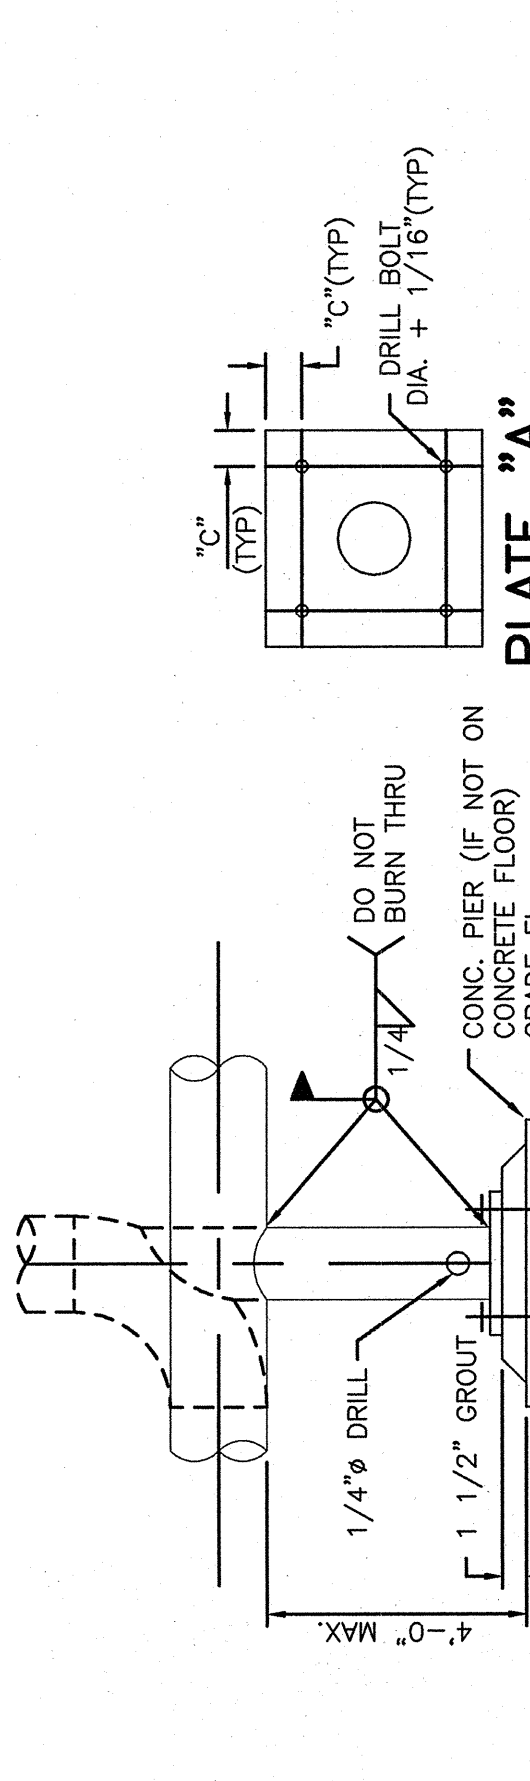 "C"
(TYP)
"C"(TYP)
DRILL BOLT
DIA. + 1/16"(TYP)
PLATE "A"
DO NOT
BURN THRU
1/4
CONC. PIER (IF NOT ON
CONCRETE FLOOR)
1/4"ø DRILL
1 1/2" GROUT
4'-0" MAX.